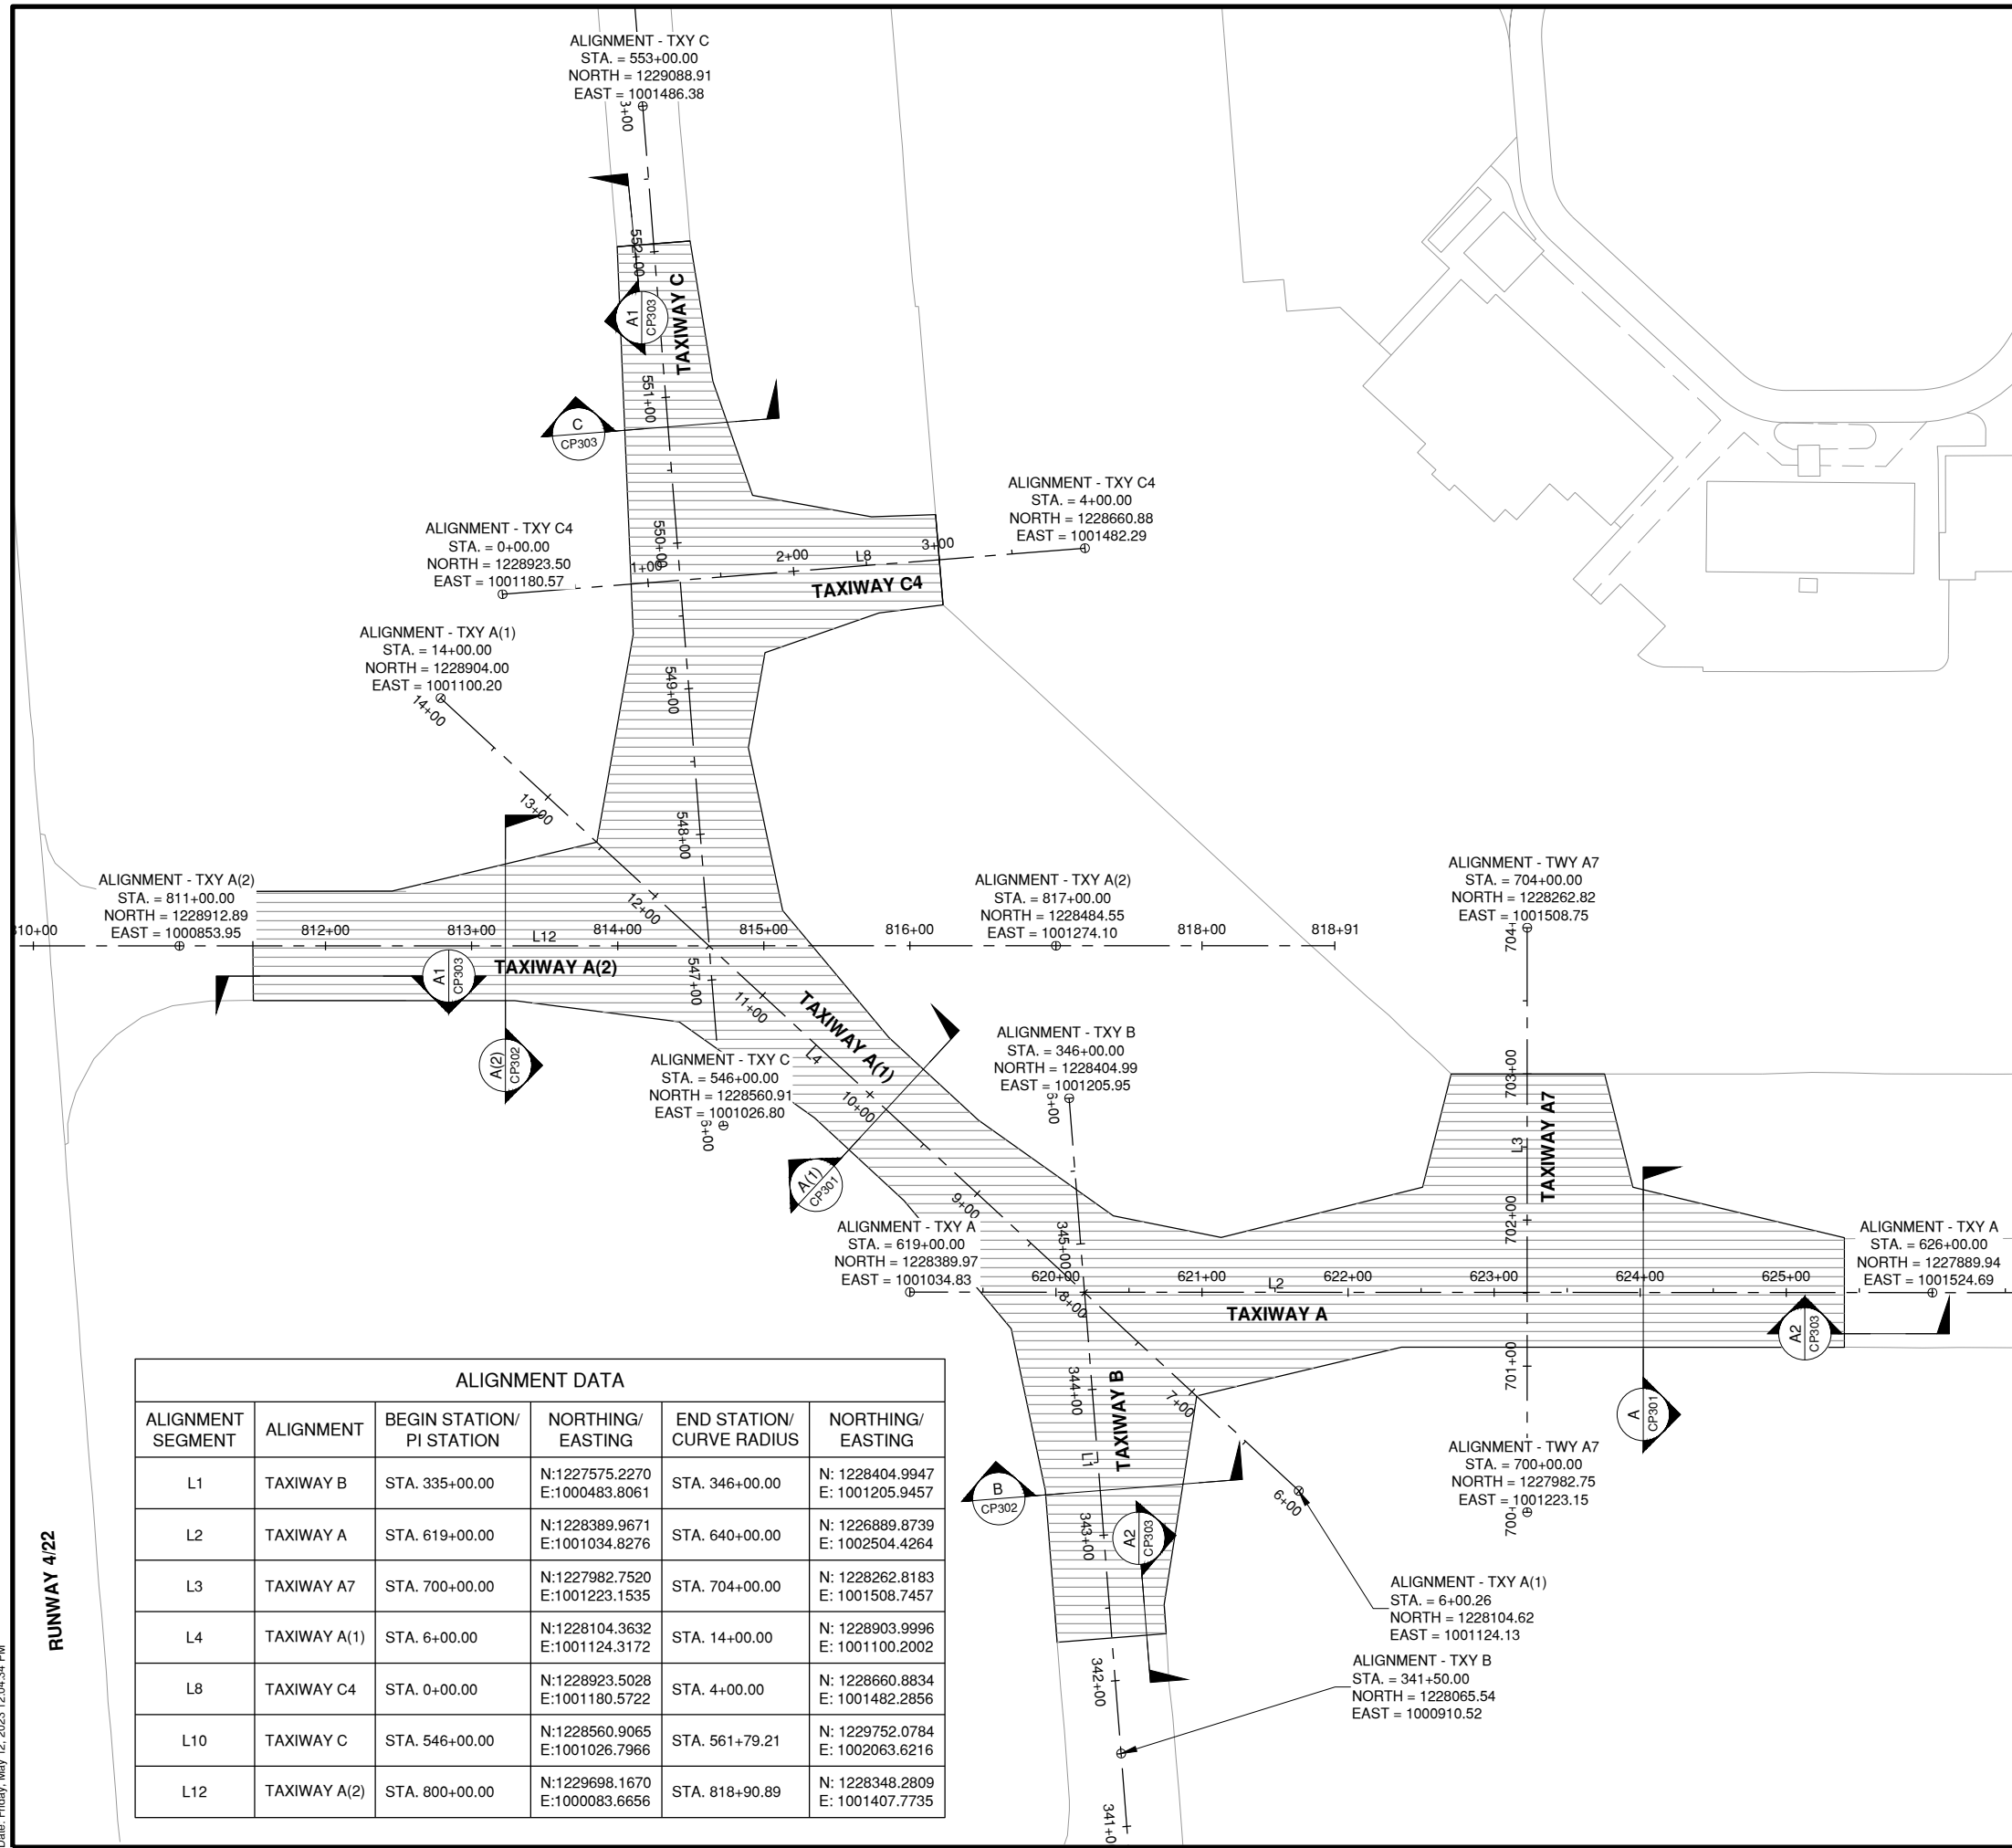 ALIGNMENT - TXY C
STA. = 553+00.00
NORTH = 1229088.91
EAST = 1001486.38
3+00
552+00
TAXIWAY C
A1
CP303
551+00
C
CP303
ALIGNMENT - TXY C4
STA. = 4+00.00
NORTH = 1228660.88
EAST = 1001482.29
ALIGNMENT - TXY C4
STA. = 0+00.00
NORTH = 1228923.50
EAST = 1001180.57
550+00
1+00
2+00
L8
3+00
TAXIWAY C4
ALIGNMENT - TXY A(1)
STA. = 14+00.00
NORTH = 1228904.00
EAST = 1001100.20
14+00
549+00
13+00
548+00
ALIGNMENT - TXY A(2)
STA. = 811+00.00
NORTH = 1228912.89
EAST = 1000853.95
ALIGNMENT - TXY A(2)
STA. = 817+00.00
NORTH = 1228484.55
EAST = 1001274.10
ALIGNMENT - TWY A7
STA. = 704+00.00
NORTH = 1228262.82
EAST = 1001508.75
12+00
310+00
812+00
813+00
L12
814+00
815+00
816+00
818+00
818+91
704+
TAXIWAY A(2)
A1
CP303
547+00
11+00
TAXIWAY A(1)
L4
A(2)
CP302
ALIGNMENT - TXY C
STA. = 546+00.00
NORTH = 1228560.91
EAST = 1001026.80
6+00
10+00
ALIGNMENT - TXY B
STA. = 346+00.00
NORTH = 1228404.99
EAST = 1001205.95
6+00
703+00
L3
TAXIWAY A7
A(1)
CP301
9+00
702+00
ALIGNMENT - TXY A
STA. = 619+00.00
NORTH = 1228389.97
EAST = 1001034.83
345+00
ALIGNMENT - TXY A
STA. = 626+00.00
NORTH = 1227889.94
EAST = 1001524.69
620+00
621+00
L2
622+00
623+00
624+00
625+00
8+00
TAXIWAY A
A2
CP303
701+00
344+00
TAXIWAY B
7+00
A
CP301
L1
B
CP302
ALIGNMENT - TWY A7
STA. = 700+00.00
NORTH = 1227982.75
EAST = 1001223.15
700+
6+00
343+00
A2
CP303
ALIGNMENT - TXY A(1)
STA. = 6+00.26
NORTH = 1228104.62
EAST = 1001124.13
342+00
ALIGNMENT - TXY B
STA. = 341+50.00
NORTH = 1228065.54
EAST = 1000910.52
341+0
RUNWAY 4/22
Date: Friday, May 12, 2023 12:04:34 PM
ALIGNMENT DATA
ALIGNMENT SEGMENT ALIGNMENT BEGIN STATION/ PI STATION NORTHING/ EASTING END STATION/ CURVE RADIUS NORTHING/ EASTING
L1 TAXIWAY B STA. 335+00.00 N:1227575.2270 E:1000483.8061 STA. 346+00.00 N: 1228404.9947 E: 1001205.9457
L2 TAXIWAY A STA. 619+00.00 N:1228389.9671 E:1001034.8276 STA. 640+00.00 N: 1226889.8739 E: 1002504.4264
L3 TAXIWAY A7 STA. 700+00.00 N:1227982.7520 E:1001223.1535 STA. 704+00.00 N: 1228262.8183 E: 1001508.7457
L4 TAXIWAY A(1) STA. 6+00.00 N:1228104.3632 E:1001124.3172 STA. 14+00.00 N: 1228903.9996 E: 1001100.2002
L8 TAXIWAY C4 STA. 0+00.00 N:1228923.5028 E:1001180.5722 STA. 4+00.00 N: 1228660.8834 E: 1001482.2856
L10 TAXIWAY C STA. 546+00.00 N:1228560.9065 E:1001026.7966 STA. 561+79.21 N: 1229752.0784 E: 1002063.6216
L12 TAXIWAY A(2) STA. 800+00.00 N:1229698.1670 E:1000083.6656 STA. 818+90.89 N: 1228348.2809 E: 1001407.7735